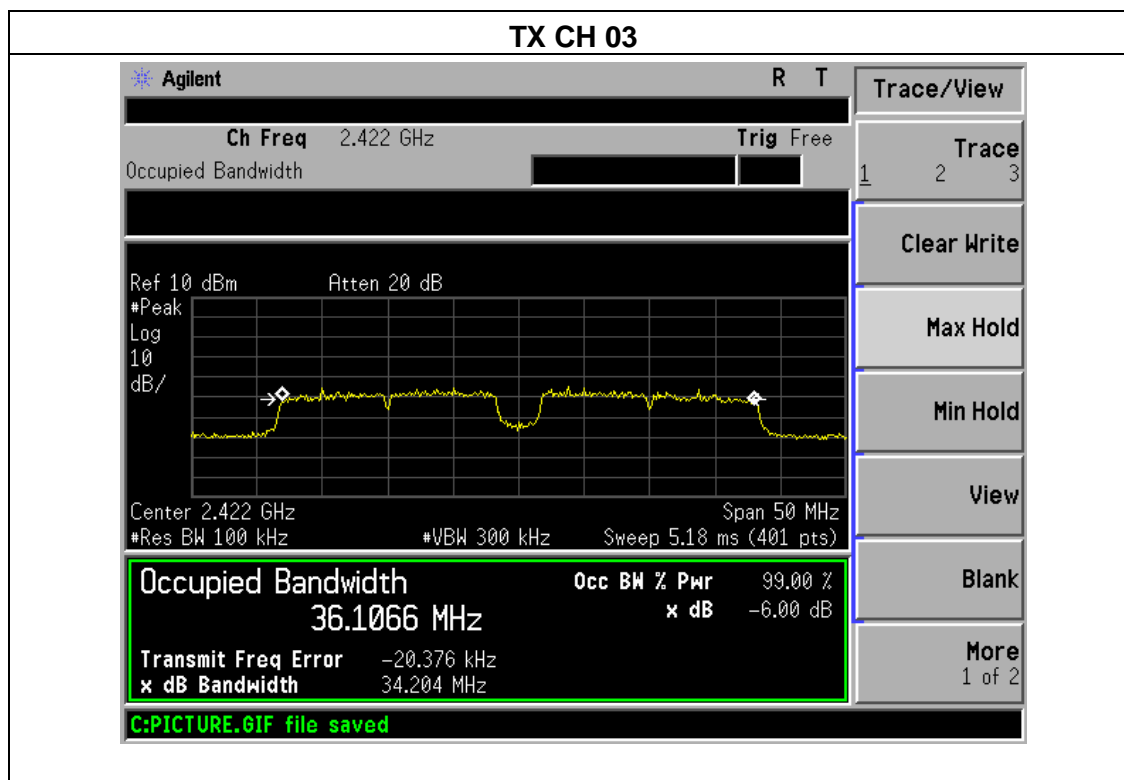 TX CH 03
Agilent R T
Ch Freq 2.422 GHz Trig Free
Occupied Bandwidth
Ref 10 dBm Atten 20 dB
#Peak
Log
10
dB/
Center 2.422 GHz Span 50 MHz
#Res BW 100 kHz #VBW 300 kHz Sweep 5.18 ms (401 pts)
Occupied Bandwidth Occ BW % Pwr 99.00 %
36.1066 MHz x dB -6.00 dB
Transmit Freq Error -20.376 kHz
x dB Bandwidth 34.204 MHz
C:PICTURE.GIF file saved
Trace/View
Trace
1 2 3
Clear Write
Max Hold
Min Hold
View
Blank
More
1 of 2